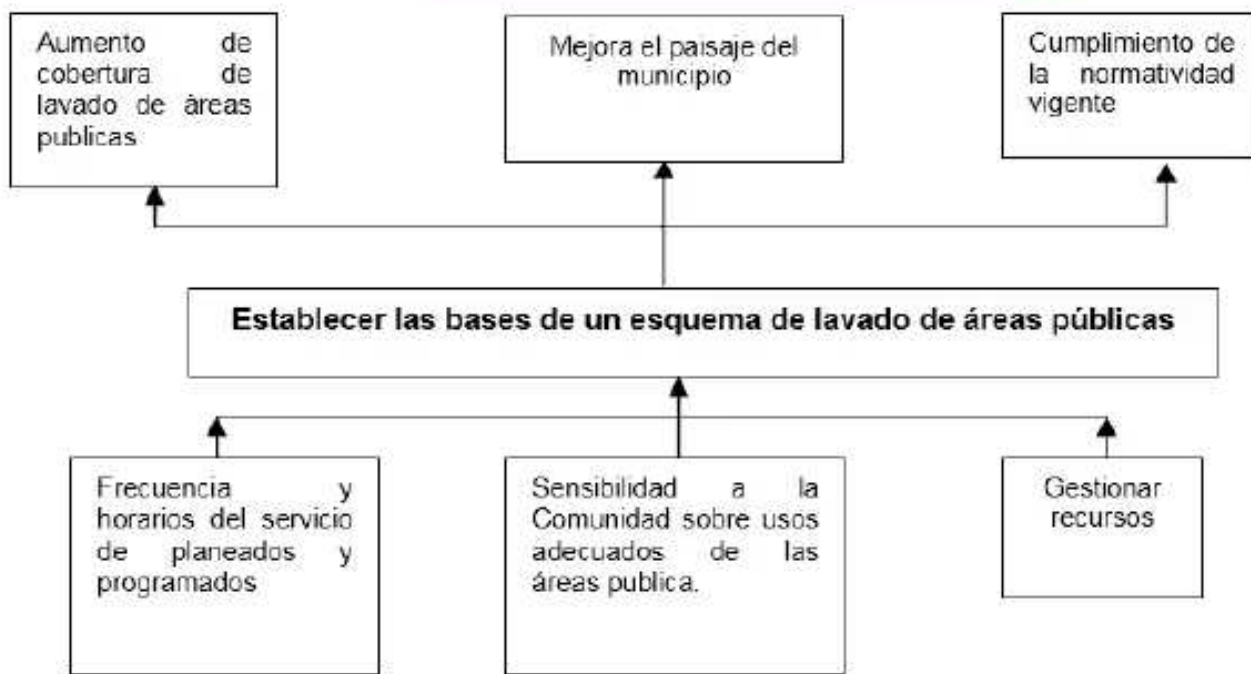 Aumento de
cobertura de
lavado de áreas
publicas
Mejora el paisaje del
municipio
Cumplimiento de
la normatividad
vigente
Establecer las bases de un esquema de lavado de áreas públicas
Frecuencia y
horarios del servicio
de planeados y
programados
Sensibilidad a la
Comunidad sobre usos
adecuados de las
áreas publica.
Gestionar
recursos